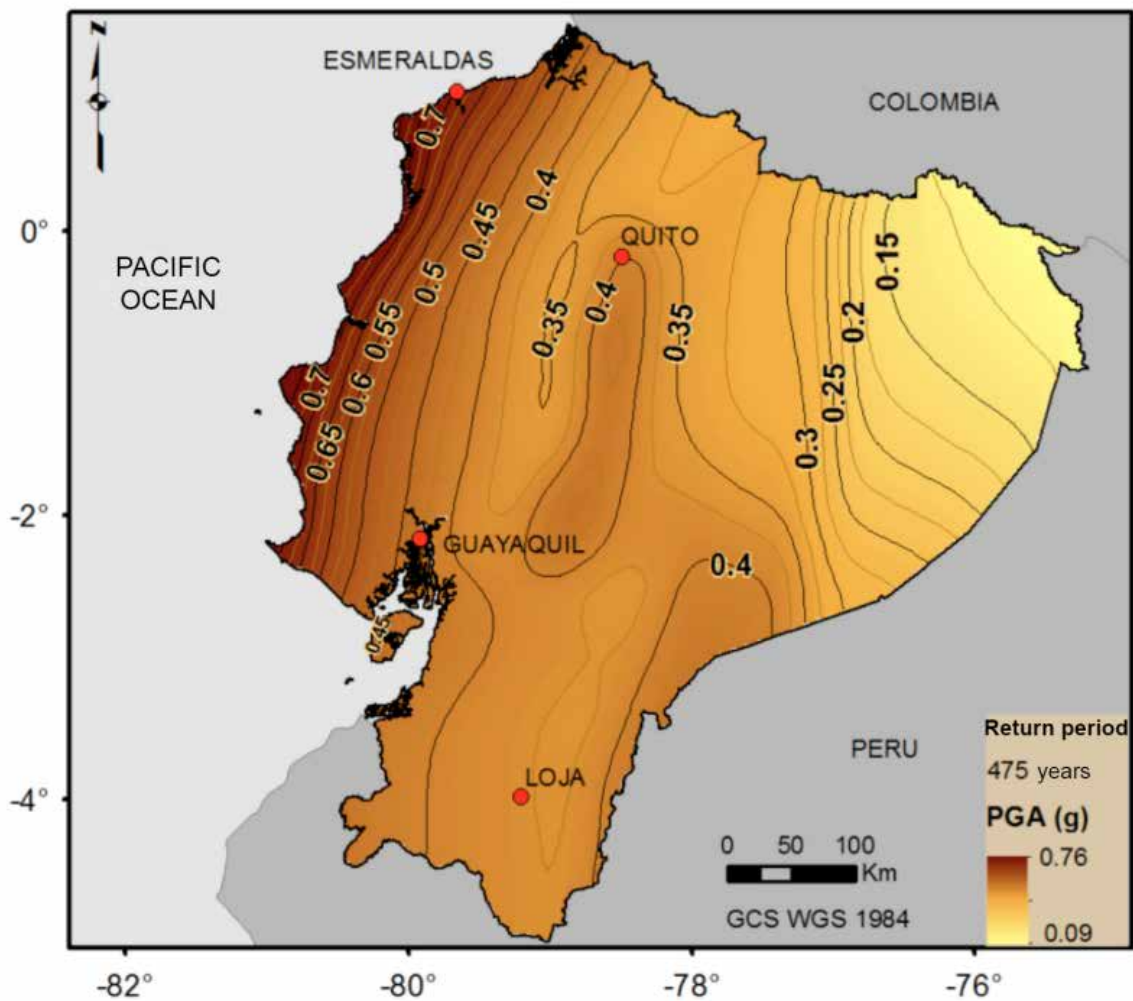 Z
ESMERALDAS
COLOMBIA
0.7
0.4
0.45
0.5
0.55
0.6
0.7
0.65
QUITO
0.4
0.35
0.35
0.15
0.2
0.25
0.3
PACIFIC
OCEAN
GUAYAQUIL
0.4
0.45
LOJA
PERU
0°
-2°
-4°
0 50 100
Km
GCS WGS 1984
Return period
475 years
PGA (g)
0.76
0.09
-82° -80° -78° -76°